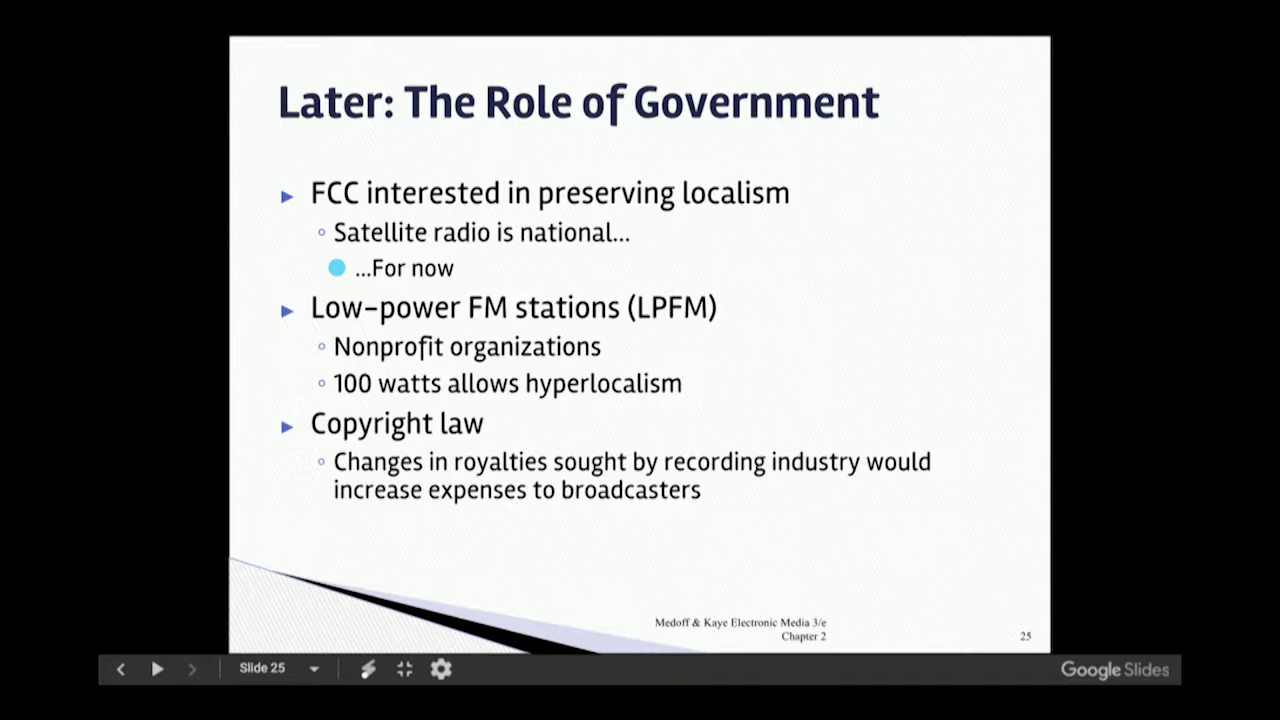 Later: The Role of Government
FCC interested in preserving localism
Satellite radio is national...
...For now
Low-power FM stations (LPFM)
Nonprofit organizations
100 watts allows hyperlocalism
Copyright law
Changes in royalties sought by recording industry would
increase expenses to broadcasters
Medoff & Kaye Electronic Media 3/e
Chapter 2
25
Slide 25
Google Slides